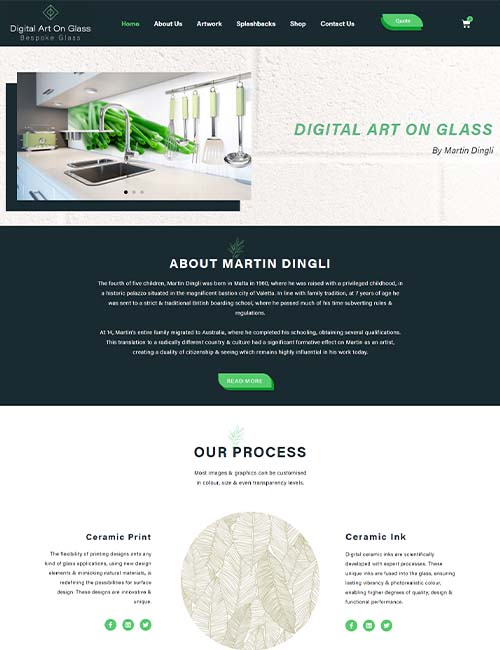 Digital Art On Glass
Bespoke Glass
Home About Us Artwork Splashbacks Shop Contact Us Quote
DIGITAL ART ON GLASS
By Martin Dingli
ABOUT MARTIN DINGLI
The fourth of five children, Martin Dingli was born in Malta in 1960, where he was raised with a privileged childhood, in
a historic palazzo situated in the magnificent bastion city of Valetta. In line with family tradition, at 7 years of age he
was sent to a strict & traditional British boarding school, where he passed much of his time subverting rules &
regulations.
At 14, Martin's entire family migrated to Australia, where he completed his schooling, obtaining several qualifications.
This translation to a radically different country & culture had a significant formative effect on Martin as an artist,
creating a duality of citizenship & seeing which remains highly influential in his work today.
READ MORE
OUR PROCESS
Most images & graphics can be customised
in colour, size & even transparency levels.
Ceramic Print
The flexibility of printing designs onto any
kind of glass applications, using new design
elements & mimicking natural materials, is
redefining the possibilities for surface
design. These designs are innovative &
unique.
Ceramic Ink
Digital ceramic inks are scientifically
developed with expert processes. These
unique inks are fused into the glass, ensuring
lasting vibrancy & photorealistic colour,
enabling higher degrees of quality, design &
functional performance.